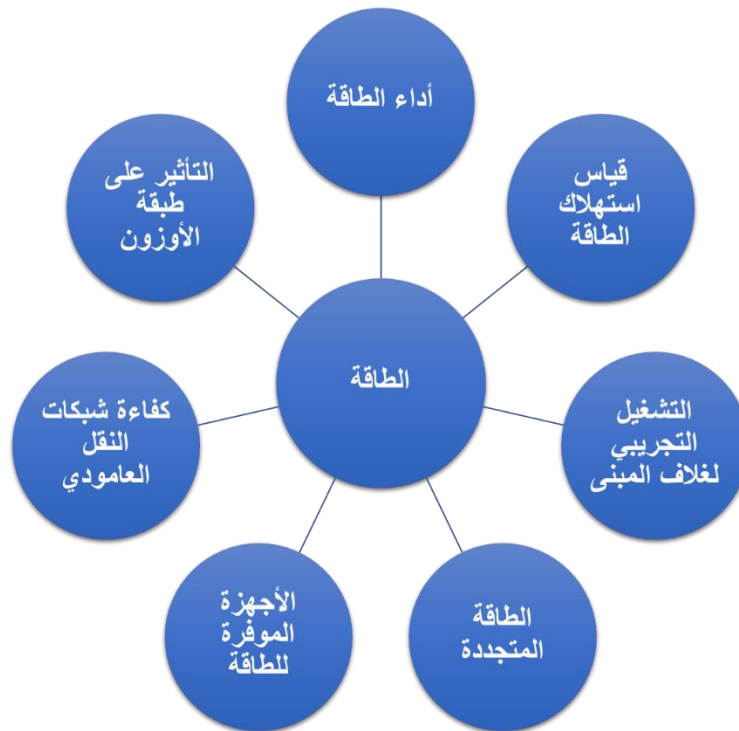 أداء الطاقة
قياس
استهلاك
الطاقة
التشغيل
التجريبي
لغلاف المبنى
الطاقة
المتجددة
الأجهزة
الموفرة
للطاقة
كفاءة شبكات
النقل
العامودي
التأثير على
طبقة
الأوزون
الطاقة